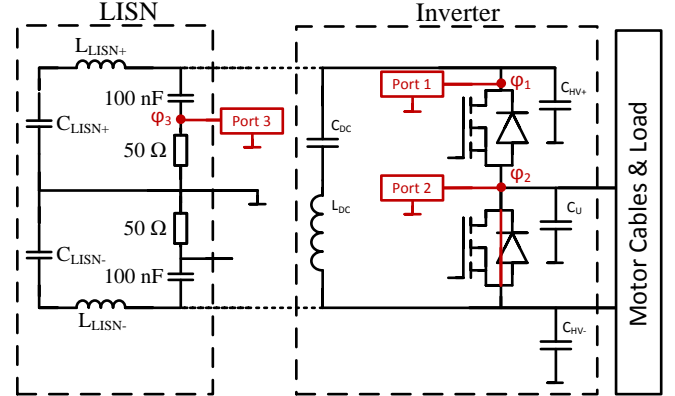 LISN
Inverter
L_LISN+
100 nF
φ₃
Port 3
C_LISN+
50 Ω
50 Ω
C_LISN-
100 nF
L_LISN-
Port 1
φ₁
C_HV+
C_DC
Port 2
φ₂
L_DC
C_U
C_HV-
Motor Cables & Load